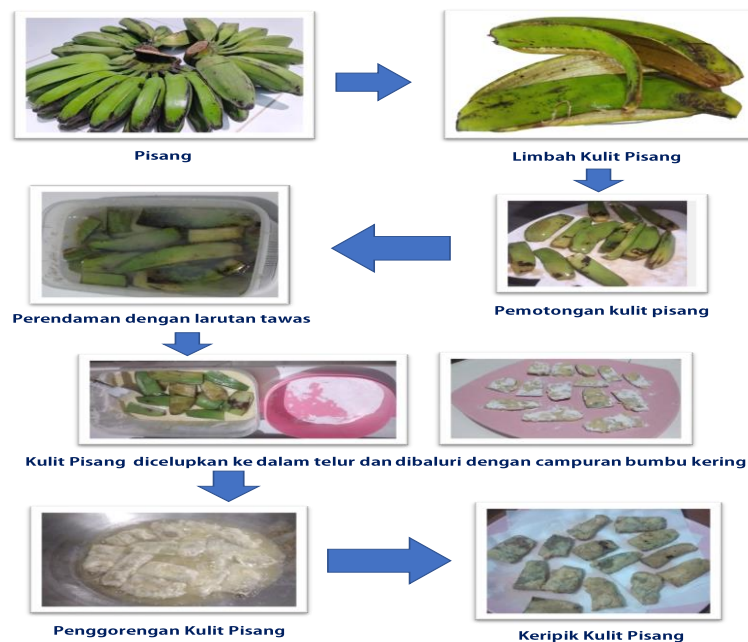 Pisang
Limbah Kulit Pisang
Pemotongan kulit pisang
Perendaman dengan larutan tawas
Kulit Pisang dicelupkan ke dalam telur dan dibaluri dengan campuran bumbu kering
Penggorengan Kulit Pisang
Keripik Kulit Pisang